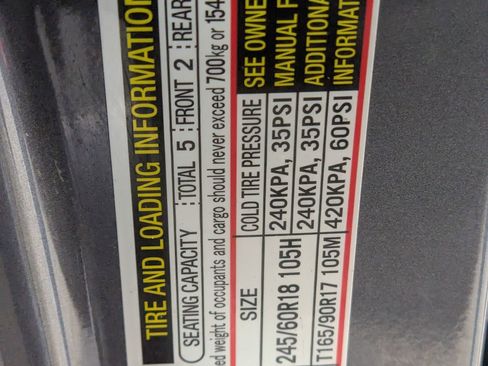 TIRE AND LOADING INFORMATION
SEATING CAPACITY TOTAL 5 FRONT 2 REAR
ed weight of occupants and cargo should never exceed 700kg or 154
SIZE COLD TIRE PRESSURE SEE OWNE
245/60R18 105H 240KPA, 35PSI MANUAL F
240KPA, 35PSI ADDITIONA
T165/90R17 105M 420KPA, 60PSI INFORMAT